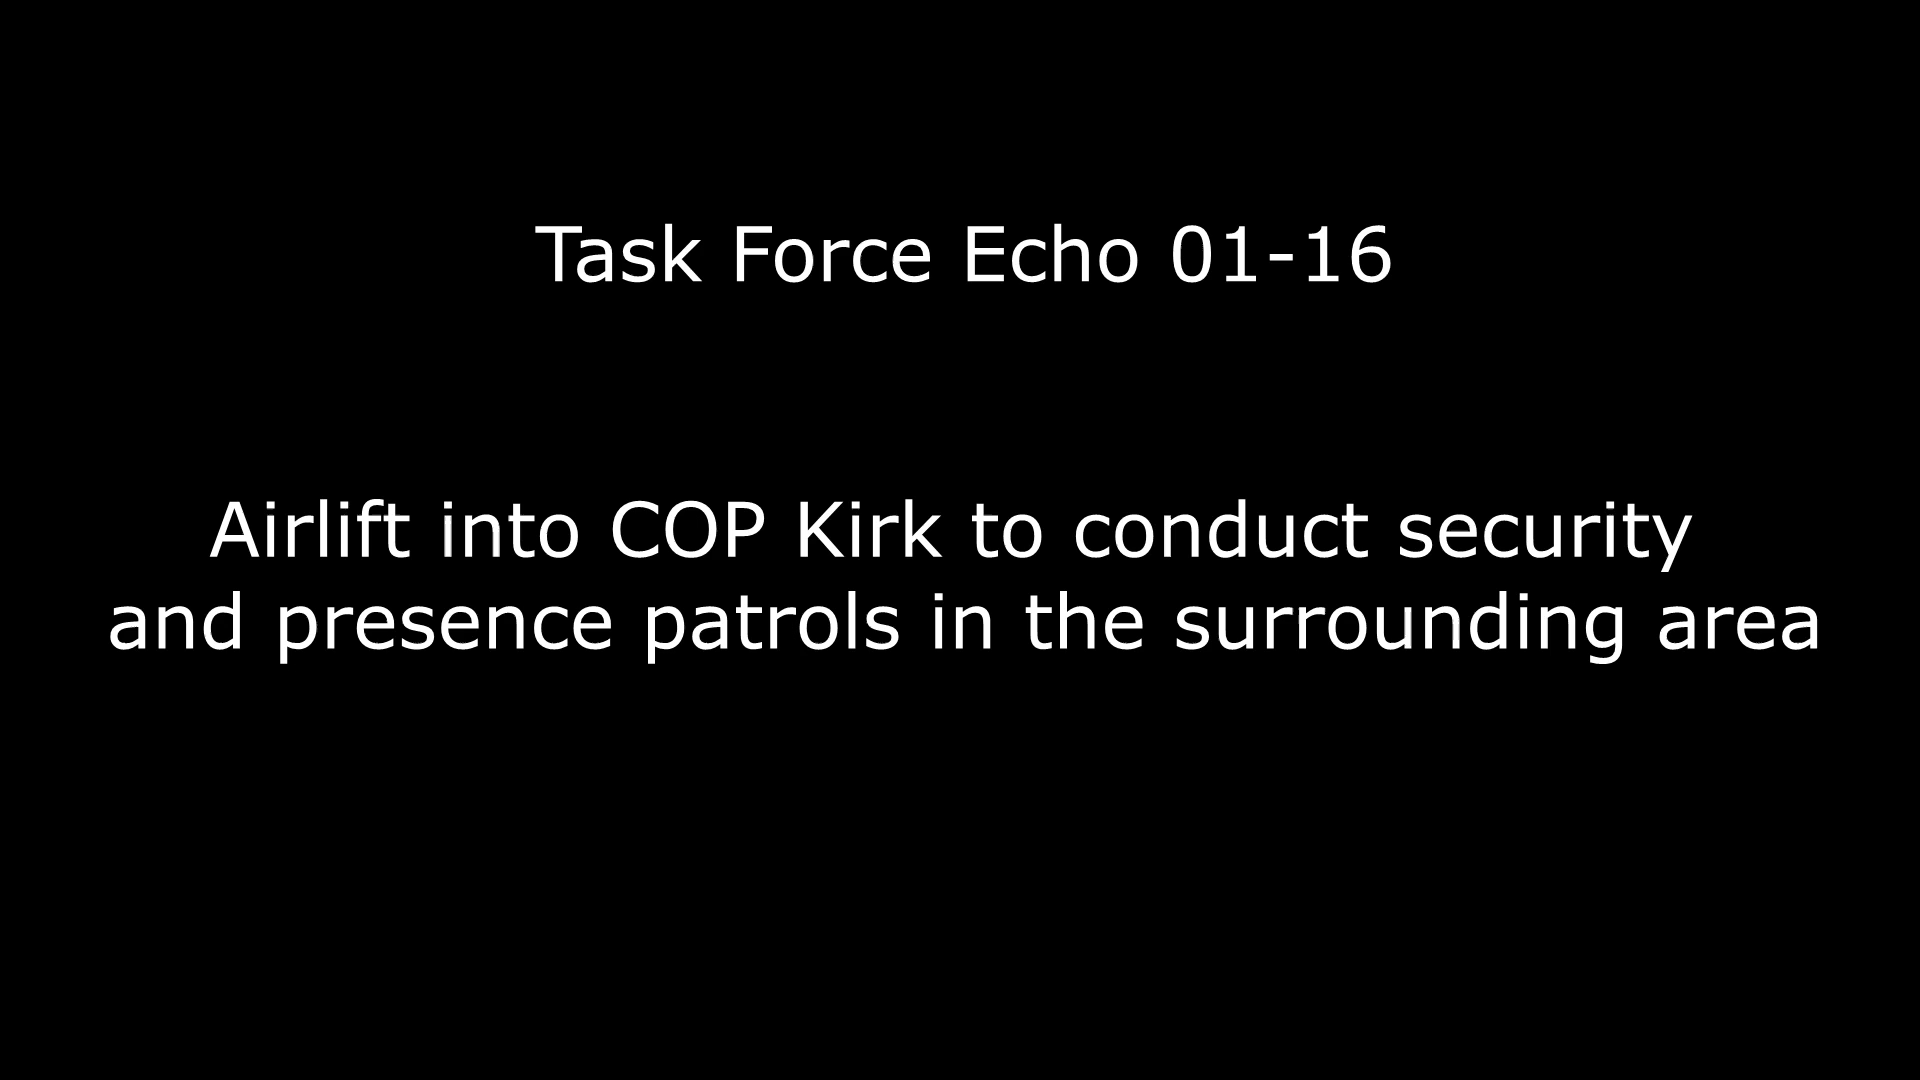 Task Force Echo 01-16
Airlift into COP Kirk to conduct security
and presence patrols in the surrounding area